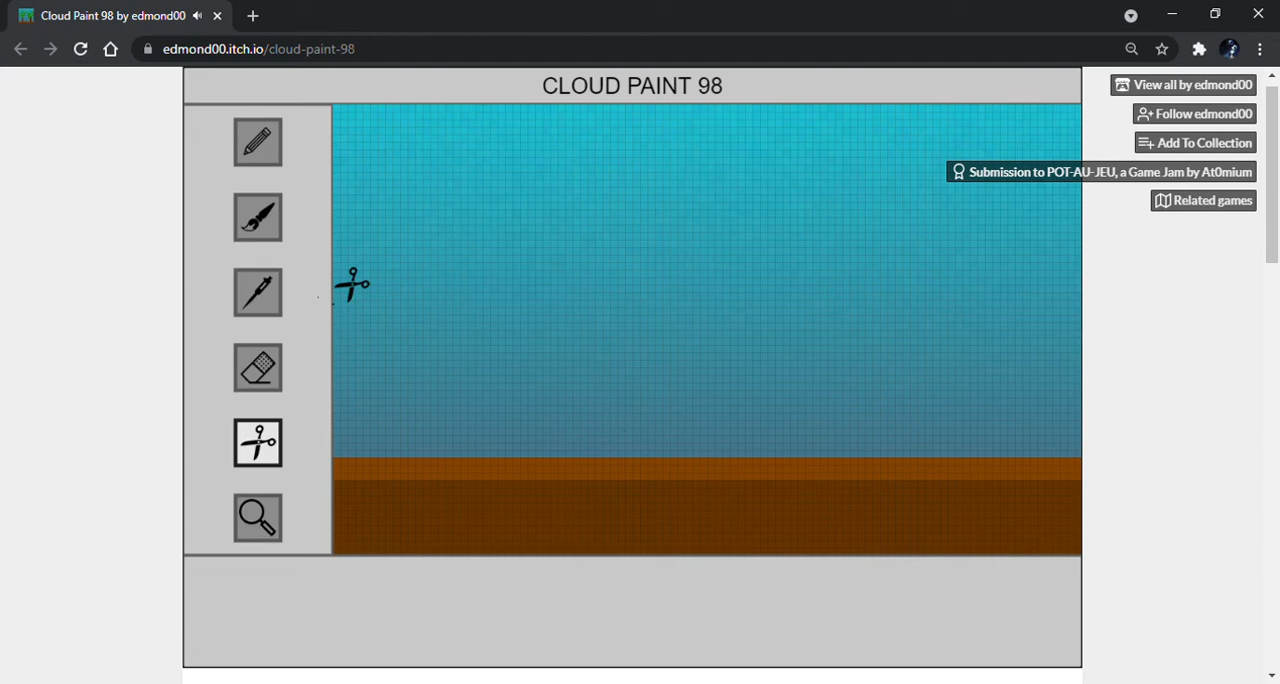 Cloud Paint 98 by edmond00
edmond00.itch.io/cloud-paint-98
CLOUD PAINT 98
View all by edmond00
Follow edmond00
Add To Collection
Submission to POT-AU-JEU, a Game Jam by At0mium
Related games